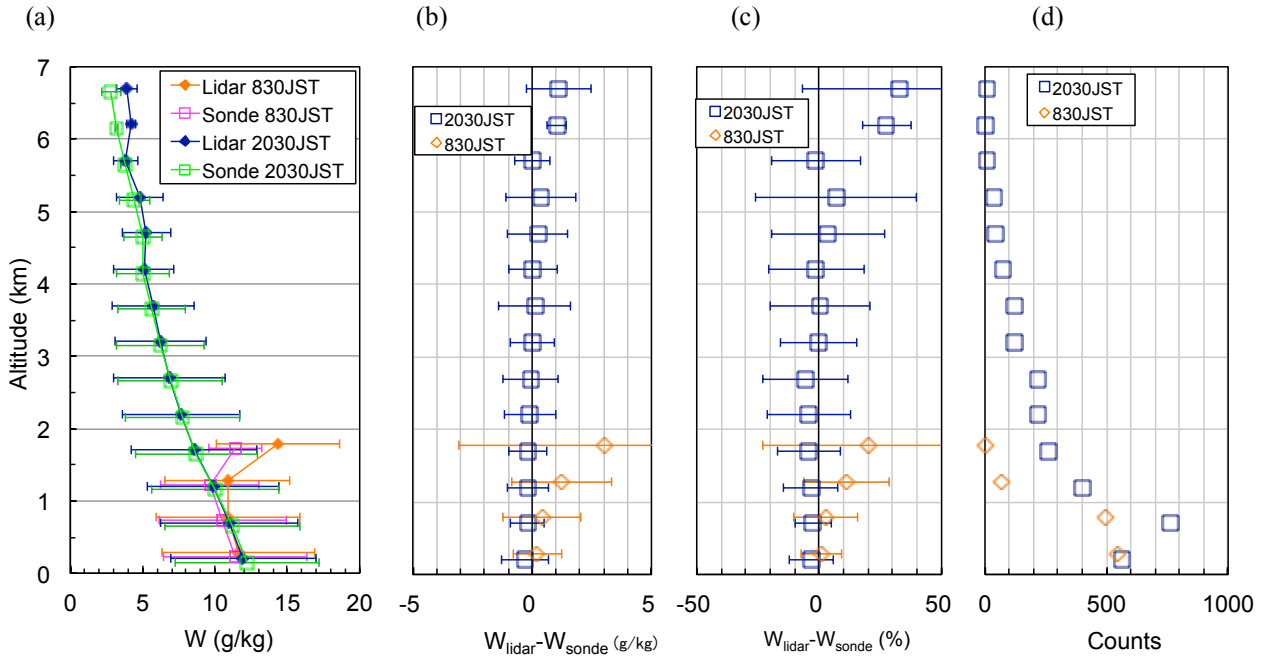 (a) (b) (c) (d)
Lidar 830JST
Sonde 830JST
Lidar 2030JST
Sonde 2030JST
2030JST
830JST
2030JST
830JST
2030JST
830JST
Altitude (km)
7
6
5
4
3
2
1
0
0 5 10 15 20
-5 0 5
-50 0 50
0 500 1000
W (g/kg)
Wlidar-Wsonde (g/kg)
Wlidar-Wsonde (%)
Counts